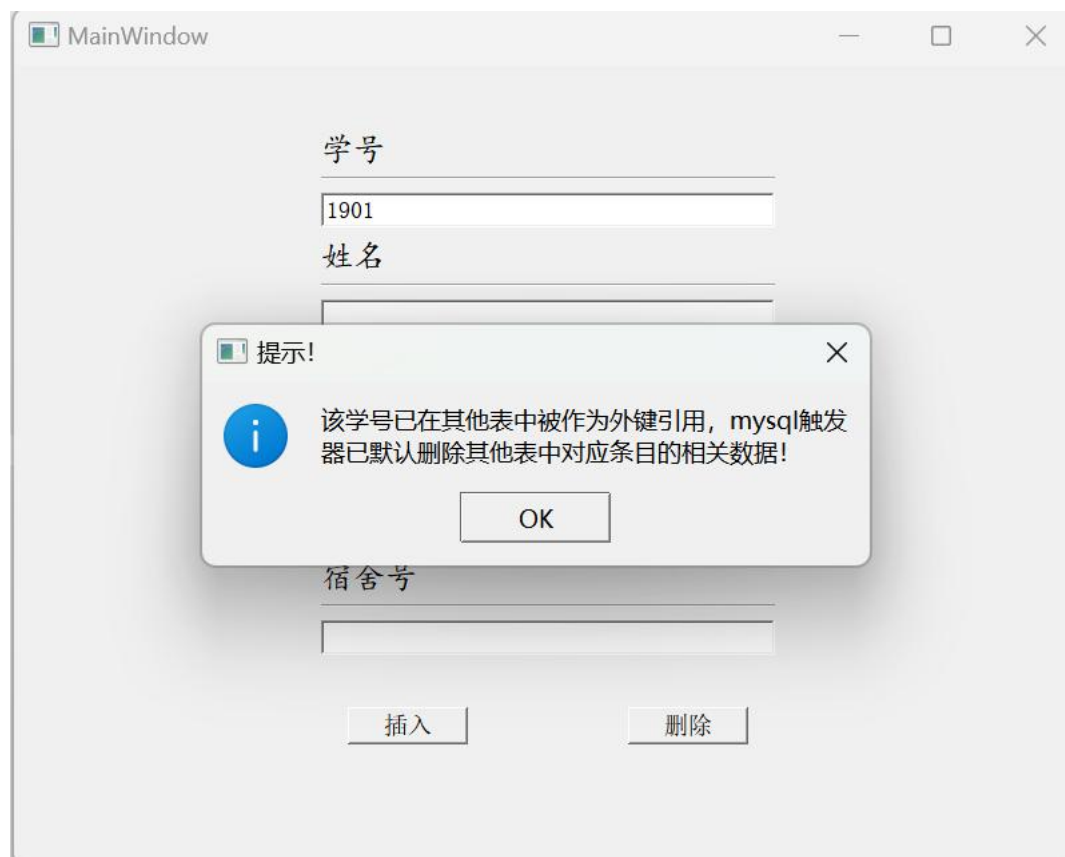 MainWindow
学号
1901
姓名
提示!
该学号已在其他表中被作为外键引用，mysql触发
器已默认删除其他表中对应条目的相关数据！
OK
宿舍号
插入
删除